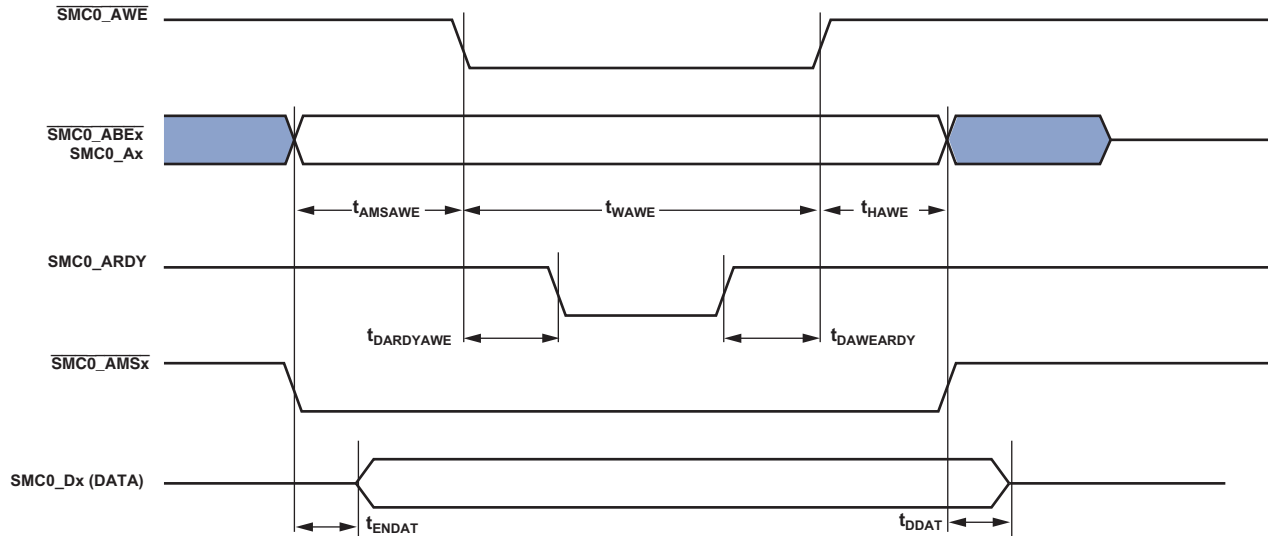 SMC0_AWE
SMC0_ABEx
SMC0_Ax
tAMSAWE
tWAWE
tHAWE
SMC0_ARDY
tDARDYAWE
tDAWEARDY
SMC0_AMSx
SMC0_Dx (DATA)
tENDAT
tDDAT